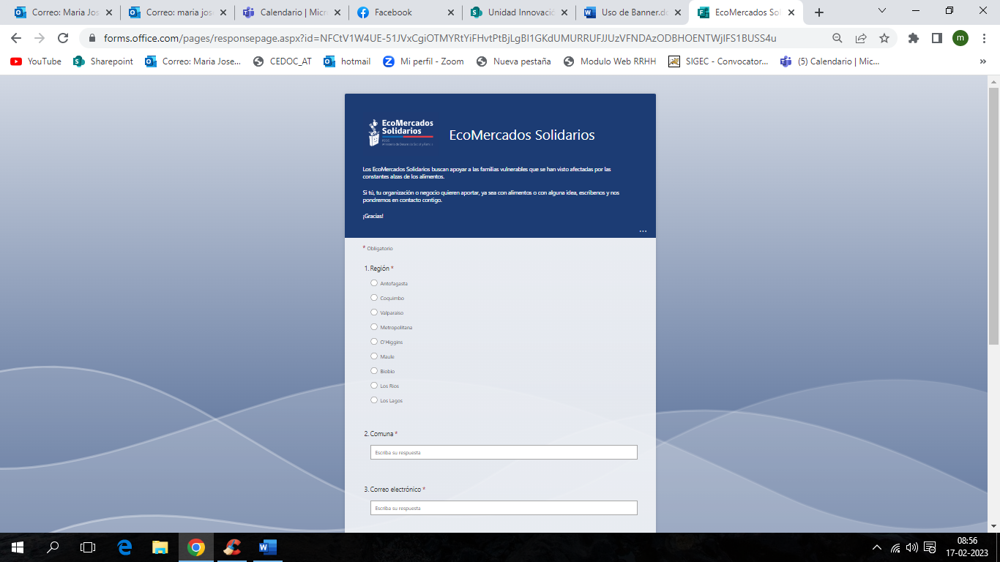 Correo: Maria Jos
Correo: maria jos
Calendario | Micr
Facebook
Unidad Innovació
Uso de Banner.do
EcoMercados Sol
forms.office.com/pages/responsepage.aspx?id=NFCtV1W4UE-51JVxCgiOTMYRtYiFHvtPtBjLgBl1GKdUMURRUFJJUzVFNDAzODBHOENTWjlFS1BUSS4u
m
YouTube
Sharepoint
Correo: Maria Jose...
CEDOC_AT
hotmail
Mi perfil - Zoom
Nueva pestaña
Modulo Web RRHH
SIGEC - Convocator...
(5) Calendario | Mic...
»
EcoMercados
Solidarios
FOSIS
EcoMercados Solidarios
Los EcoMercados Solidarios buscan apoyar a las familias vulnerables que se han visto afectadas por las
constantes alzas de los alimentos.
Si tú, tu organización o negocio quieren aportar, ya sea con alimentos o con alguna idea, escríbenos y nos
pondremos en contacto contigo.
¡Gracias!
...
* Obligatorio
1. Región *
Antofagasta
Coquimbo
Valparaíso
Metropolitana
O'Higgins
Maule
Biobio
Los Rios
Los Lagos
2. Comuna *
Escriba su respuesta
3. Correo electrónico *
Escriba su respuesta
08:56
17-02-2023